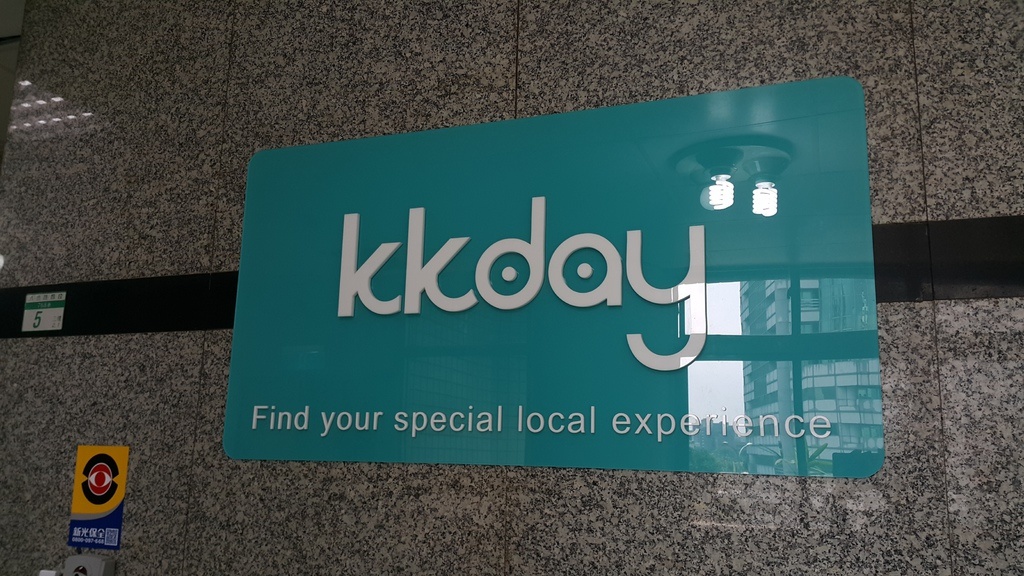 kkday
Find your special local experience
5
新光保全